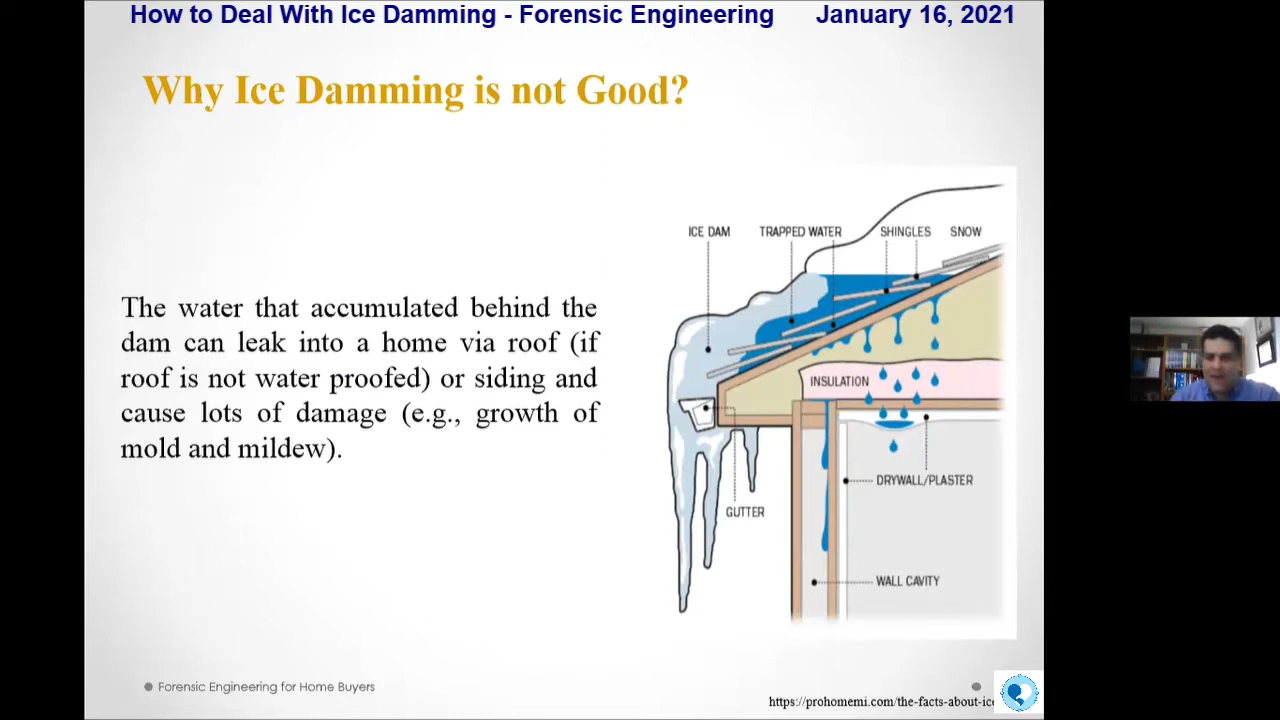 How to Deal With Ice Damming - Forensic Engineering January 16, 2021
Why Ice Damming is not Good?
The water that accumulated behind the
dam can leak into a home via roof (if
roof is not water proofed) or siding and
cause lots of damage (e.g., growth of
mold and mildew).
ICE DAM TRAPPED WATER SHINGLES SNOW
INSULATION
DRYWALL/PLASTER
GUTTER
WALL CAVITY
Forensic Engineering for Home Buyers
https://prohomemi.com/the-facts-about-ice